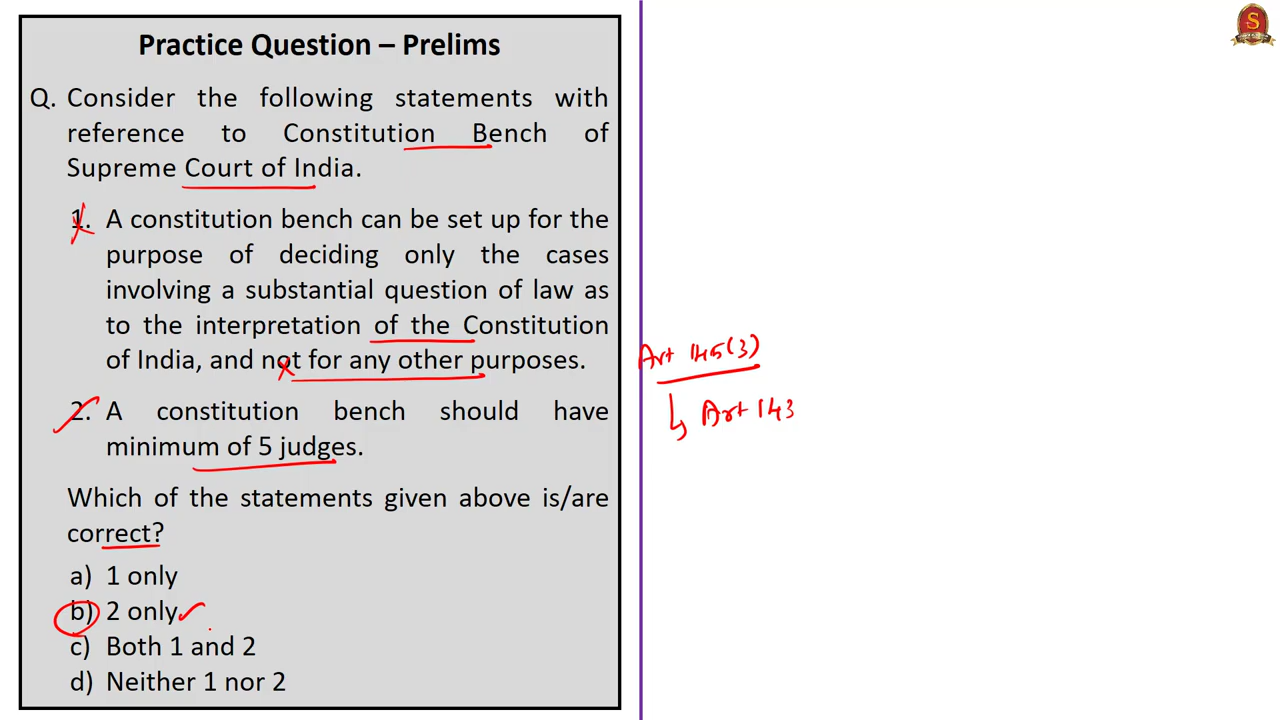 Practice Question – Prelims
Q. Consider the following statements with
reference to Constitution Bench of
Supreme Court of India.
1. A constitution bench can be set up for the
purpose of deciding only the cases
involving a substantial question of law as
to the interpretation of the Constitution
of India, and not for any other purposes.
2. A constitution bench should have
minimum of 5 judges.
Which of the statements given above is/are
correct?
a) 1 only
b) 2 only
c) Both 1 and 2
d) Neither 1 nor 2
Art 145(3)
Art 143
S